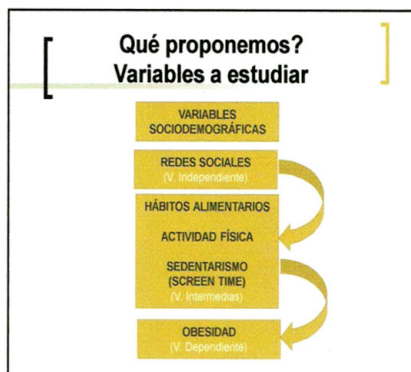 Qué proponemos?
Variables a estudiar
VARIABLES
SOCIODEMOGRÁFICAS
REDES SOCIALES
(V. Independiente)
HÁBITOS ALIMENTARIOS
ACTIVIDAD FÍSICA
SEDENTARISMO
(SCREEN TIME)
(V. Intermedias)
OBESIDAD
(V. Dependiente)